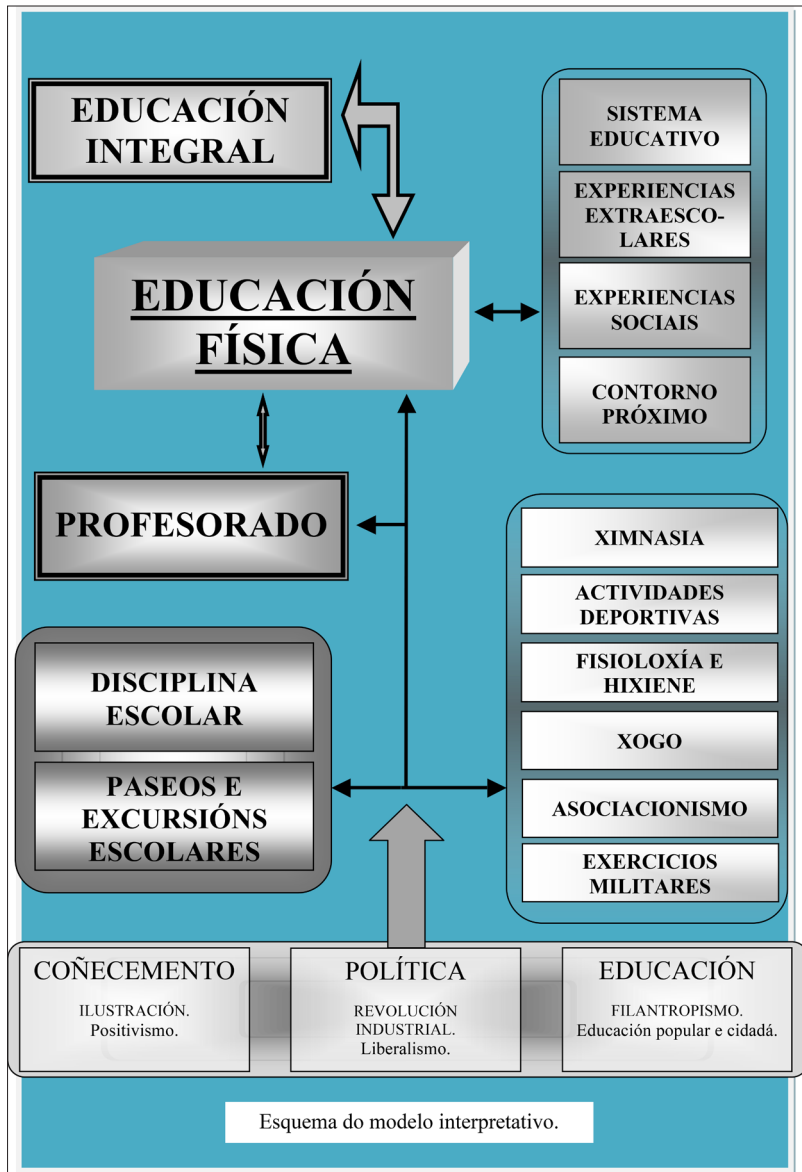 EDUCACIÓN
INTEGRAL
SISTEMA
EDUCATIVO
EXPERIENCIAS
EXTRAESCO-
LARES
EXPERIENCIAS
SOCIAIS
CONTORNO
PRÓXIMO
EDUCACIÓN
FÍSICA
PROFESORADO
XIMNASIA
ACTIVIDADES
DEPORTIVAS
FISIOLOXÍA E
HIXIENE
XOGO
ASOCIACIONISMO
EXERCICIOS
MILITARES
DISCIPLINA
ESCOLAR
PASEOS E
EXCURSIÓNS
ESCOLARES
COÑECEMENTO
ILUSTRACIÓN.
Positivismo.
POLÍTICA
REVOLUCIÓN
INDUSTRIAL.
Liberalismo.
EDUCACIÓN
FILANTROPISMO.
Educación popular e cidadá.
Esquema do modelo interpretativo.